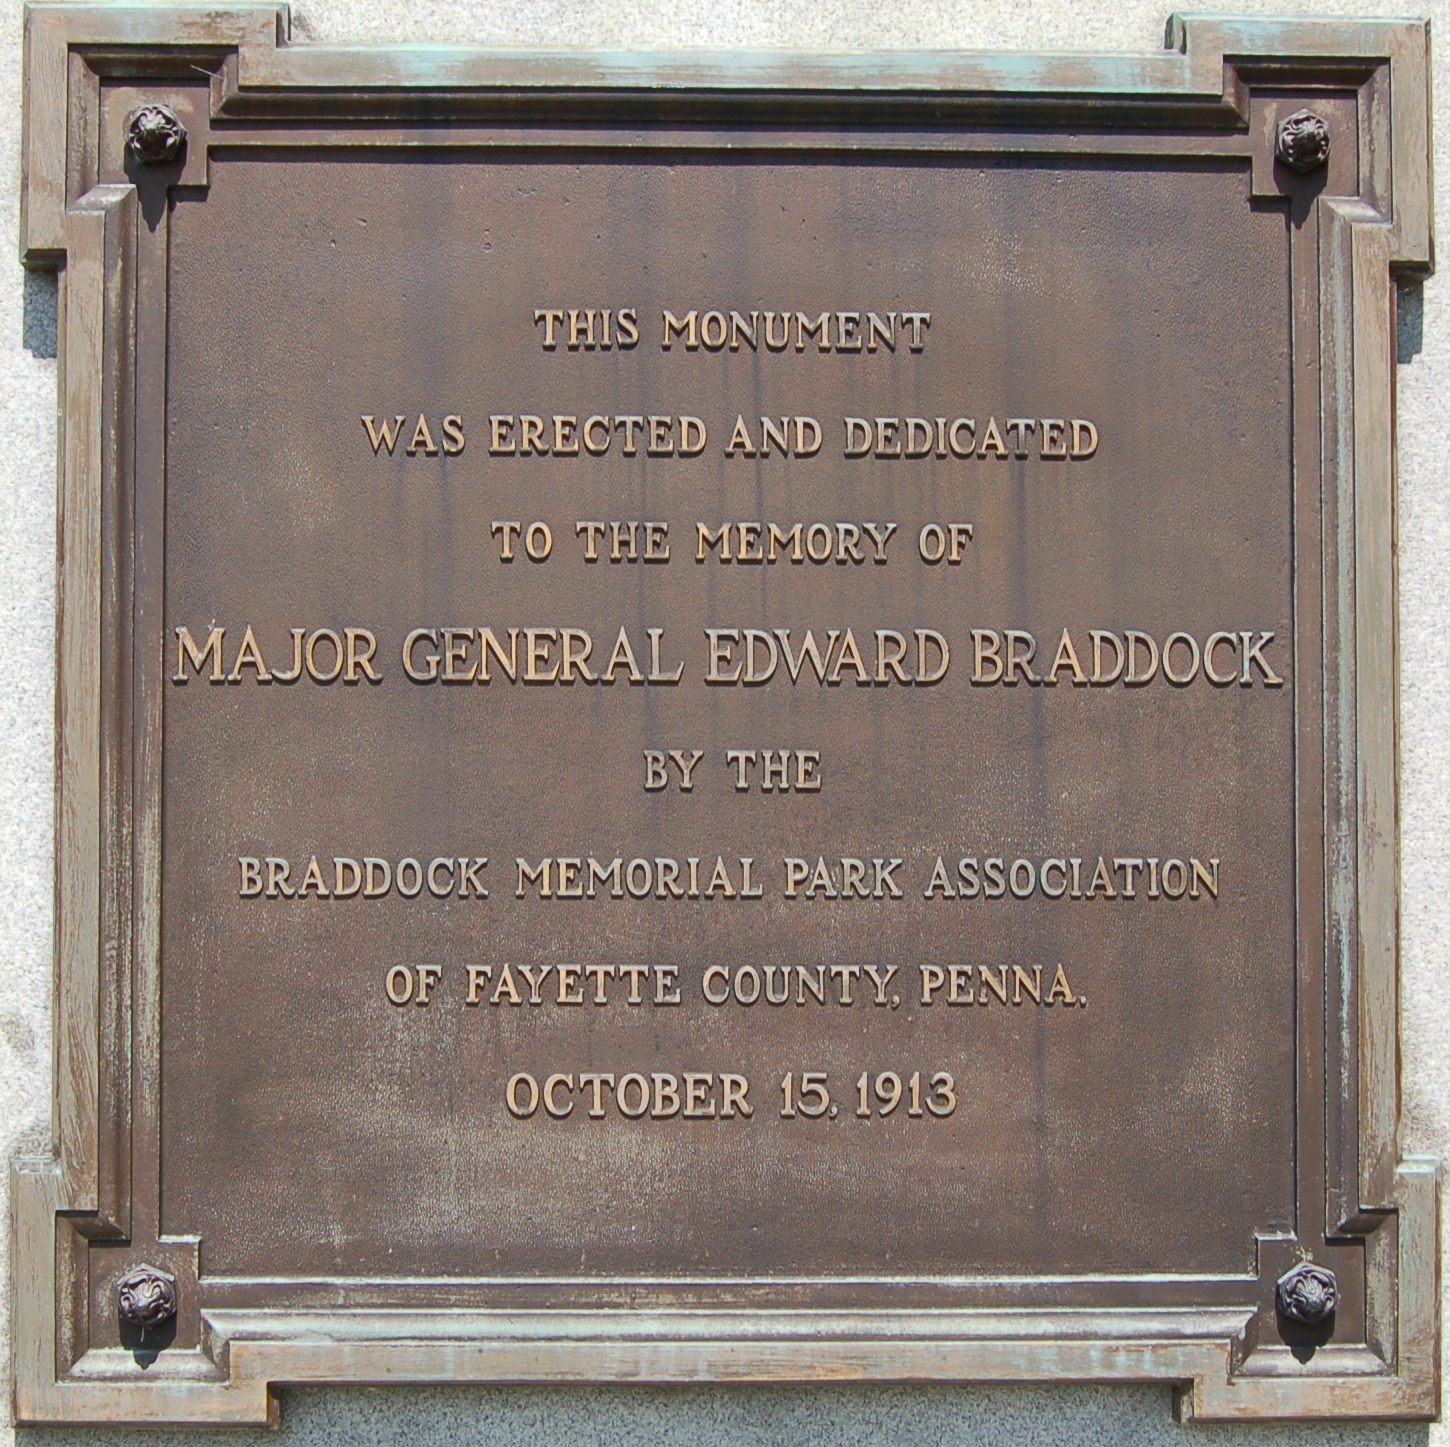 THIS MONUMENT
WAS ERECTED AND DEDICATED
TO THE MEMORY OF
MAJOR GENERAL EDWARD BRADDOCK
BY THE
BRADDOCK MEMORIAL PARK ASSOCIATION
OF FAYETTE COUNTY, PENNA.
OCTOBER 15, 1913